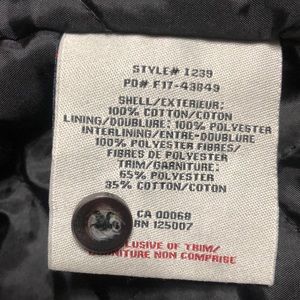 STYLE# 1239
PO# F17-43849
SHELL/EXTERIEUR:
100% COTTON/COTON
LINING/DOUBLURE: 100% POLYESTER
INTERLINING/ENTRE-DOUBLURE
100% POLYESTER FIBRES/
FIBRES DE POLYESTER
TRIM/GARNITURE:
65% POLYESTER
35% COTTON/COTON
CA 00068
RN 125007
EXCLUSIVE OF TRIM/
GARNITURE NON COMPRISE